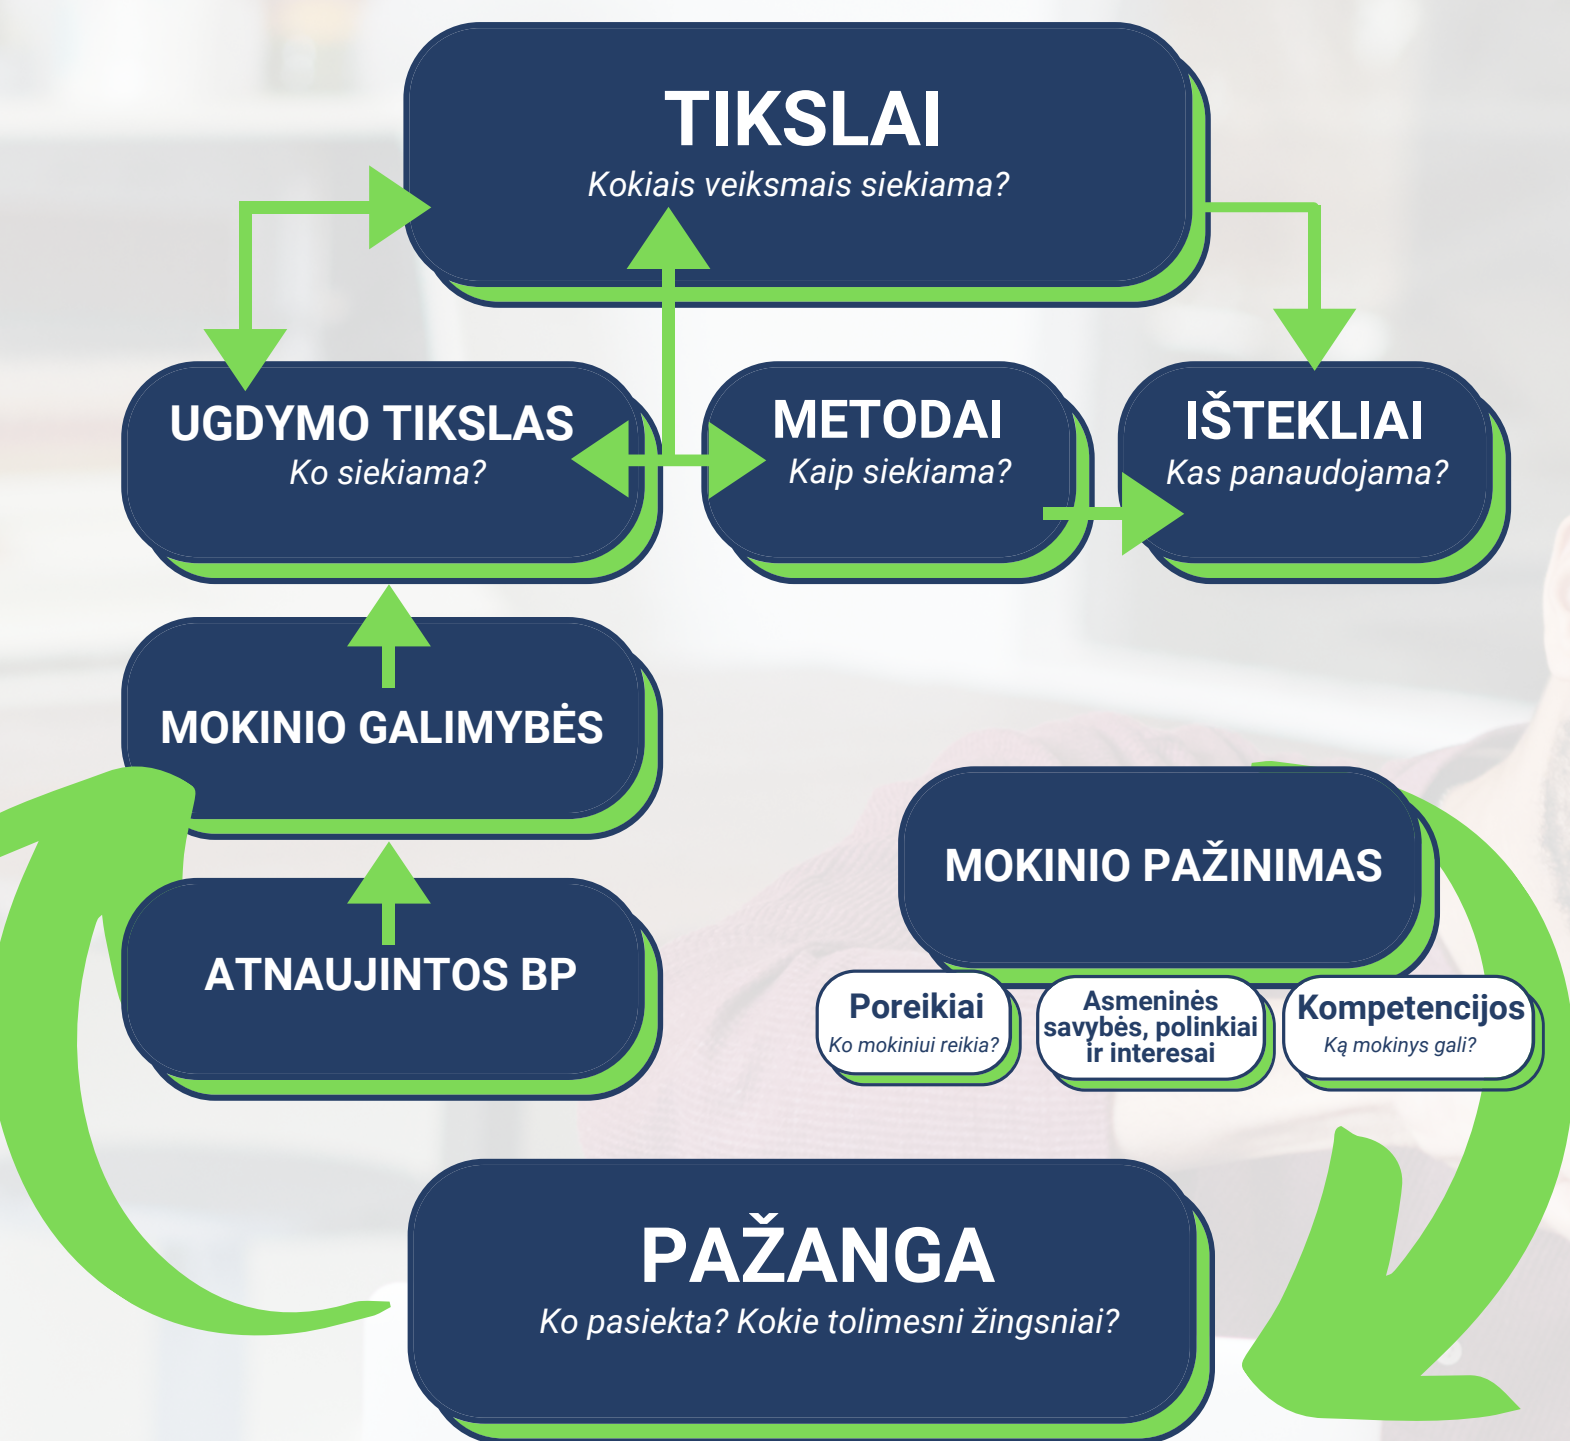 TIKSLAI
Kokiais veiksmais siekiama?
UGDYMO TIKSLAS
Ko siekiama?
METODAI
Kaip siekiama?
IŠTEKLIAI
Kas panaudojama?
MOKINIO GALIMYBĖS
MOKINIO PAŽINIMAS
ATNAUJINTOS BP
Poreikiai
Ko mokiniui reikia?
Asmeninės
savybės, polinkiai
ir interesai
Kompetencijos
Ką mokinys gali?
PAŽANGA
Ko pasiekta? Kokie tolimesni žingsniai?